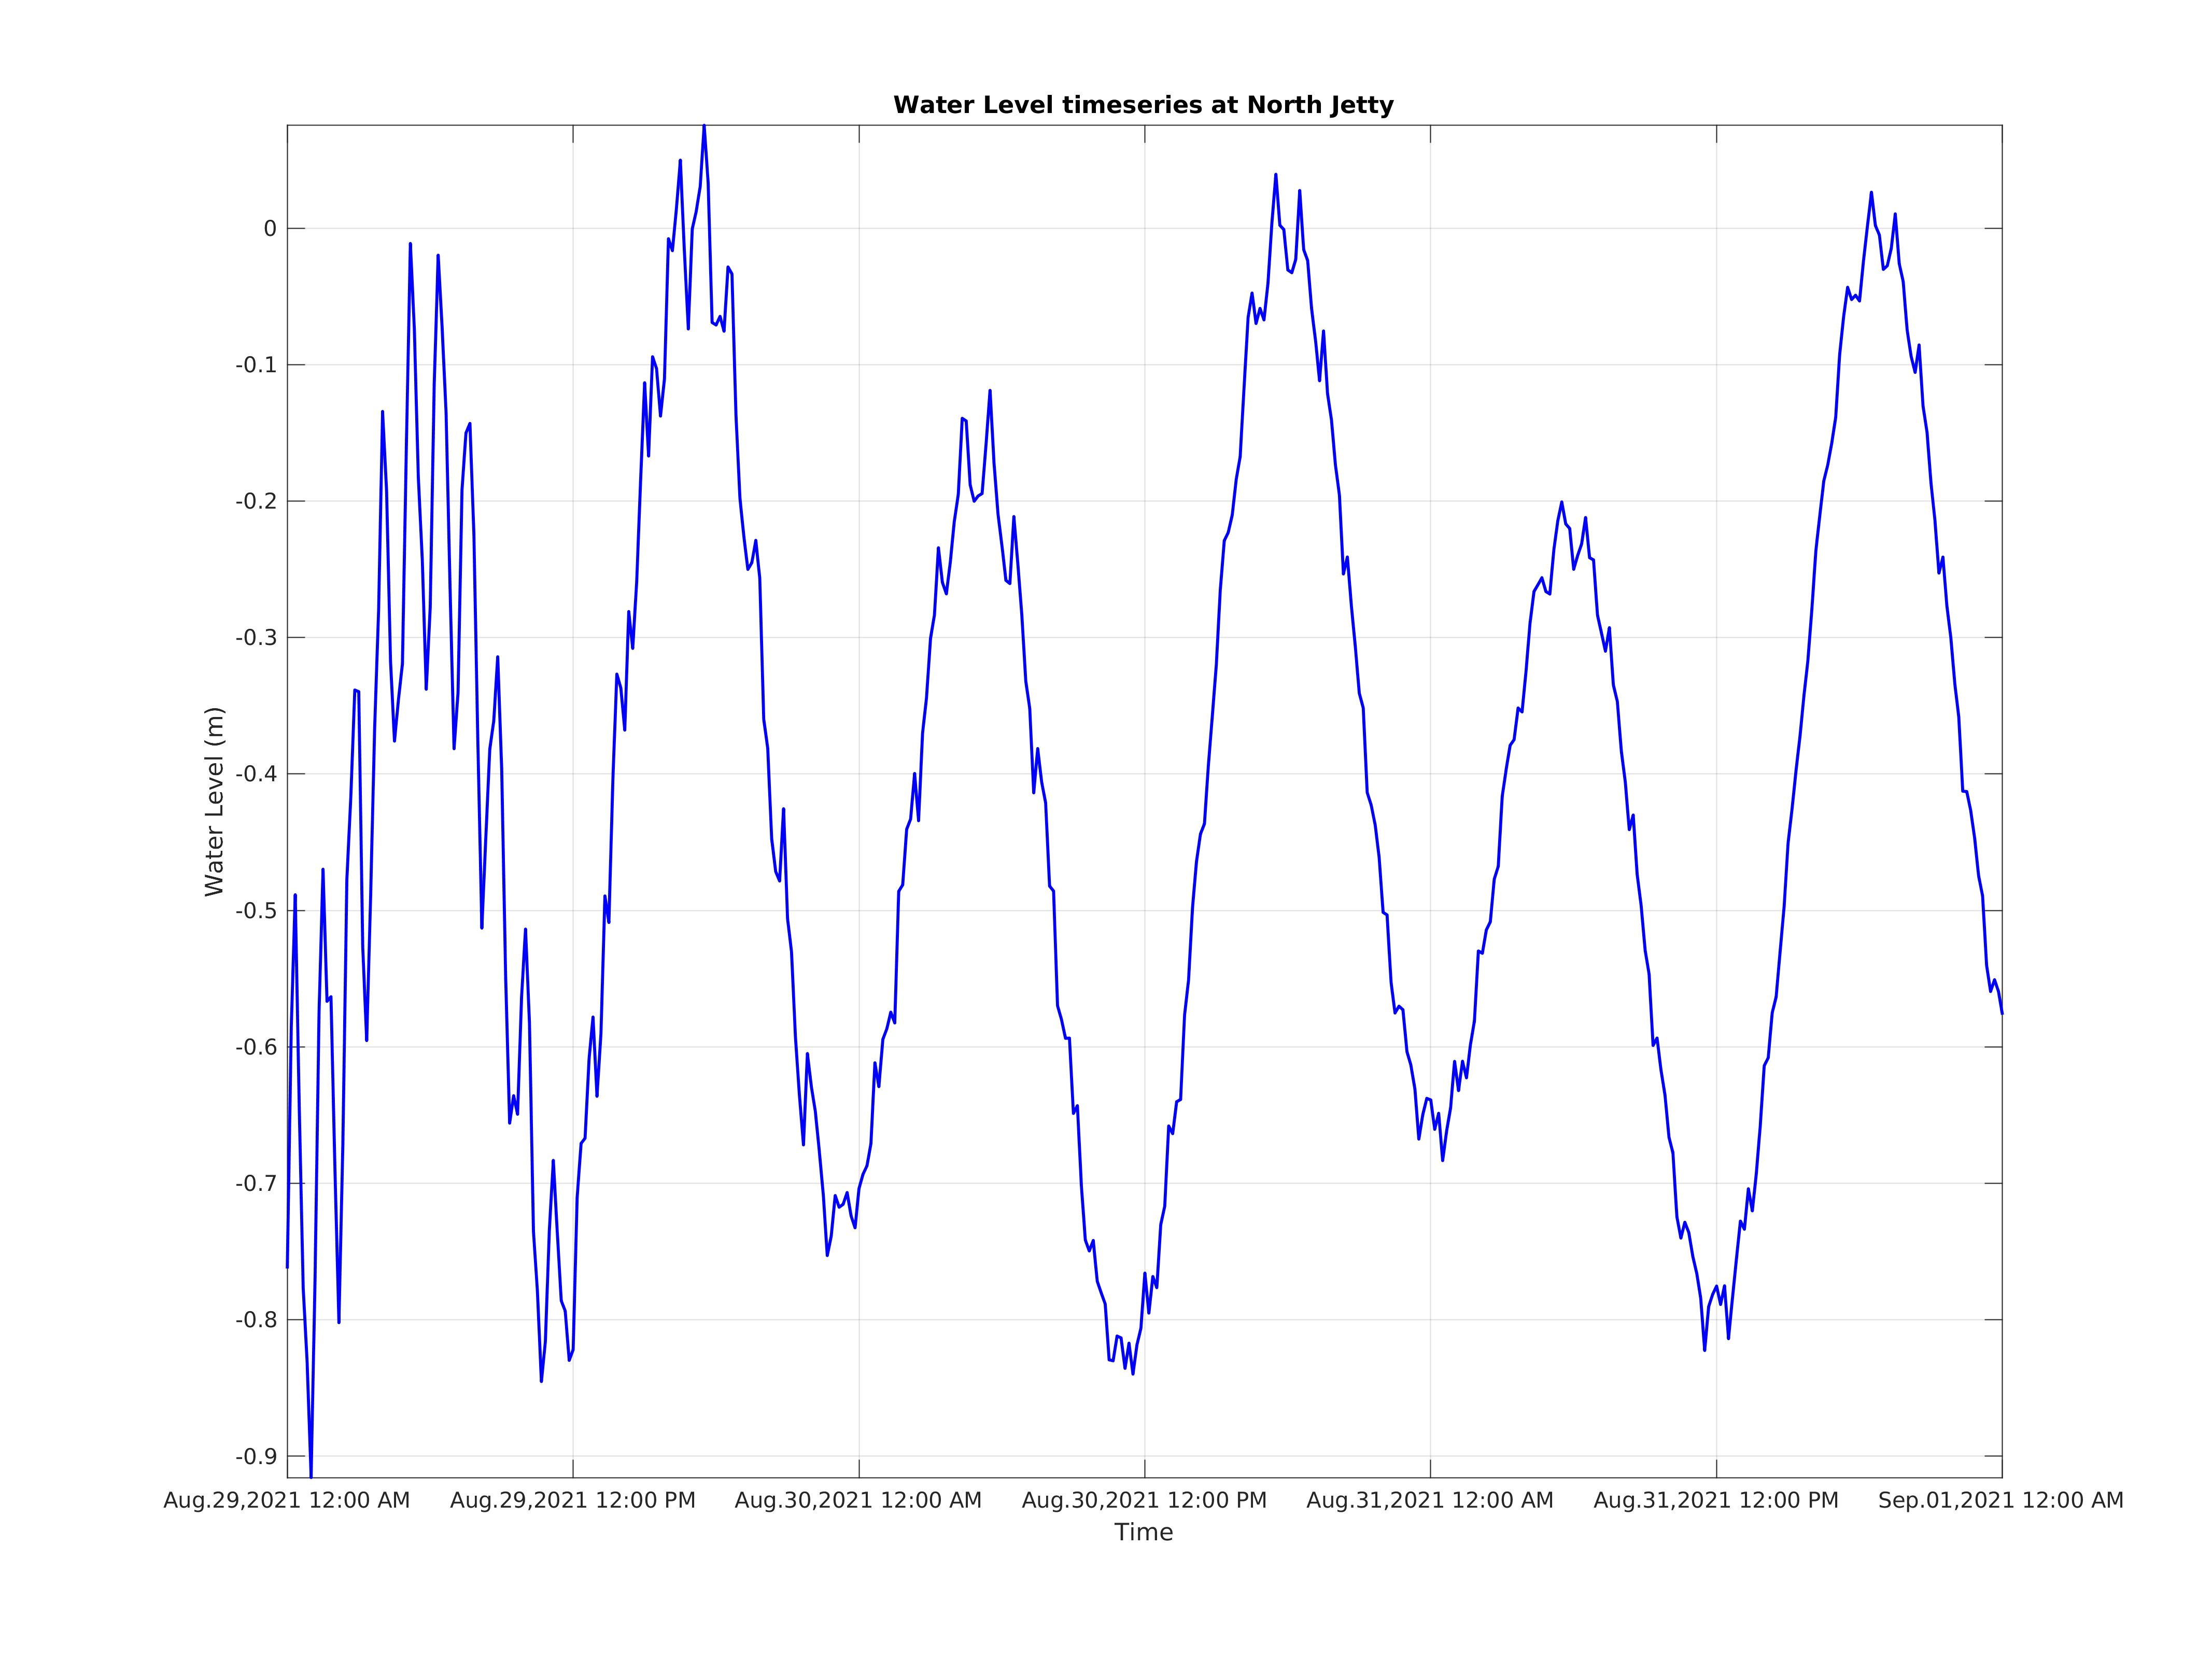 Water Level timeseries at North Jetty
0
-0.1
-0.2
-0.3
-0.4
-0.5
-0.6
-0.7
-0.8
-0.9
Water Level (m)
Aug.29,2021 12:00 AM Aug.29,2021 12:00 PM Aug.30,2021 12:00 AM Aug.30,2021 12:00 PM Aug.31,2021 12:00 AM Aug.31,2021 12:00 PM Sep.01,2021 12:00 AM
Time